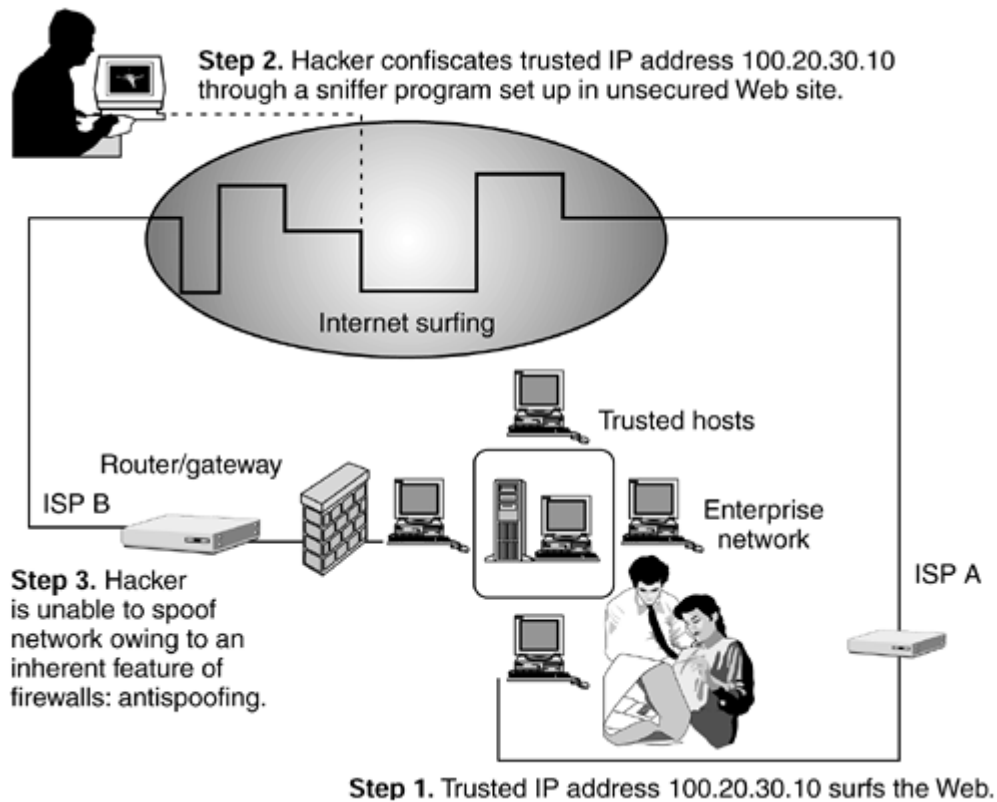 Step 2. Hacker confiscates trusted IP address 100.20.30.10
through a sniffer program set up in unsecured Web site.
Internet surfing
Trusted hosts
Router/gateway
ISP B
Enterprise
network
ISP A
Step 3. Hacker
is unable to spoof
network owing to an
inherent feature of
firewalls: antispoofing.
Step 1. Trusted IP address 100.20.30.10 surfs the Web.